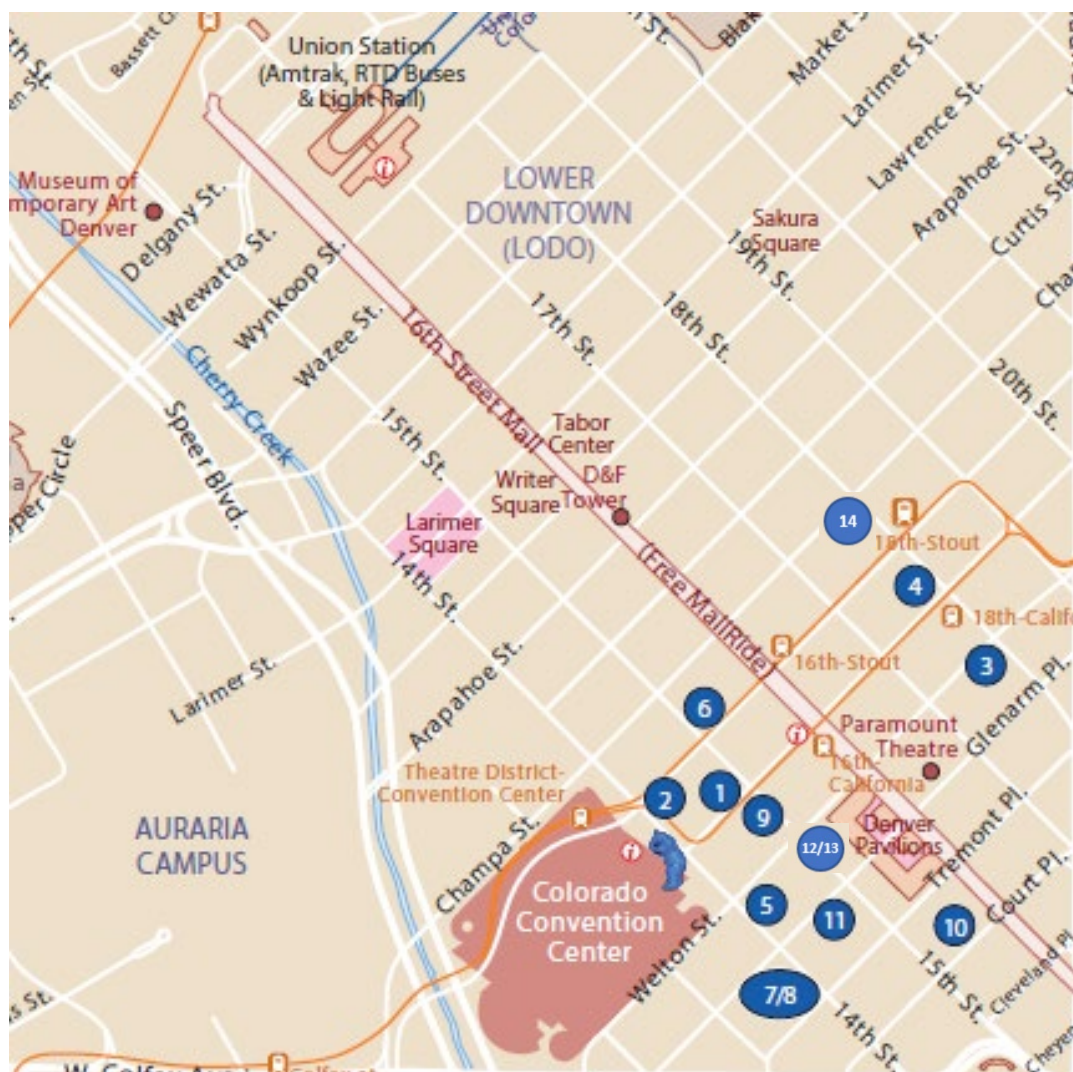 Bassett C
Union Station
(Amtrak, RTD Buses
& Light Rail)
Blak
Market S
Larimer St.
Lawrence St.
Arapahoe St.
22n
Curtis St
Cha
Museum of
mporary Art
Denver
Delgany St.
Wewatta St.
Wynkoop St.
Wazee St.
LOWER
DOWNTOWN
(LODO)
Sakura
Square
19th St.
18th St.
17th St.
20th St.
16th Street Mall
Cherry Creek
Speer Blvd.
15th St.
Tabor
Center
D&F
Tower
Writer
Square
Larimer
Square
14th St.
(Free MallRide)
14
18th-Stout
4
18th-Calif
3
16th-Stout
6
Glenarm Pl.
Paramount
Theatre
16th-
California
Larimer St.
Arapahoe St.
Theatre District-
Convention Center
2
1
9
12/13
Denver
Pavilions
Tremont Pl.
Court Pl.
AURARIA
CAMPUS
Champa St.
Colorado
Convention
Center
Welton St.
5
11
10
7/8
15th St.
14th St.
Cleveland Pl.
Cheye
W. Colfax Av